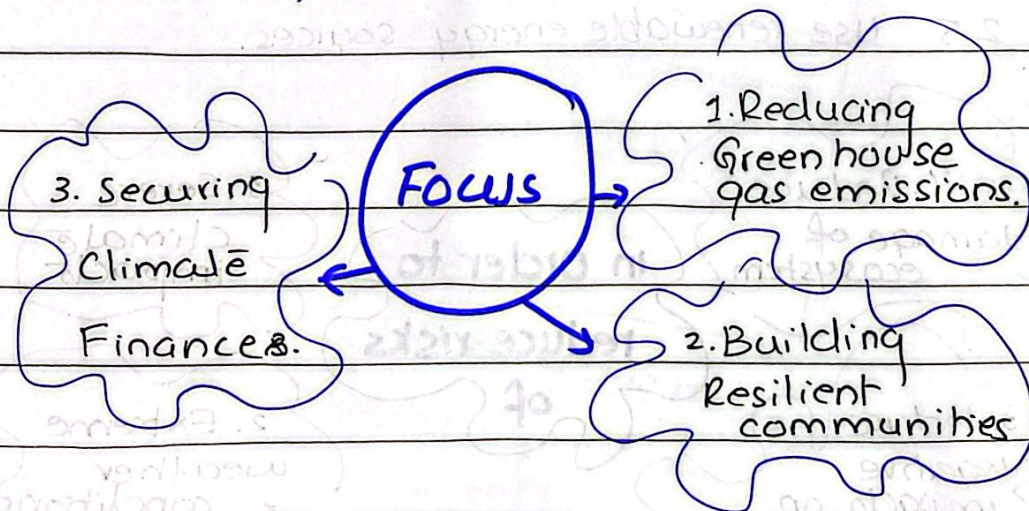 Focus
1. Reducing
Green house
gas emissions.
2. Building
Resilient
communities
3. Securing
Climate
Finances.